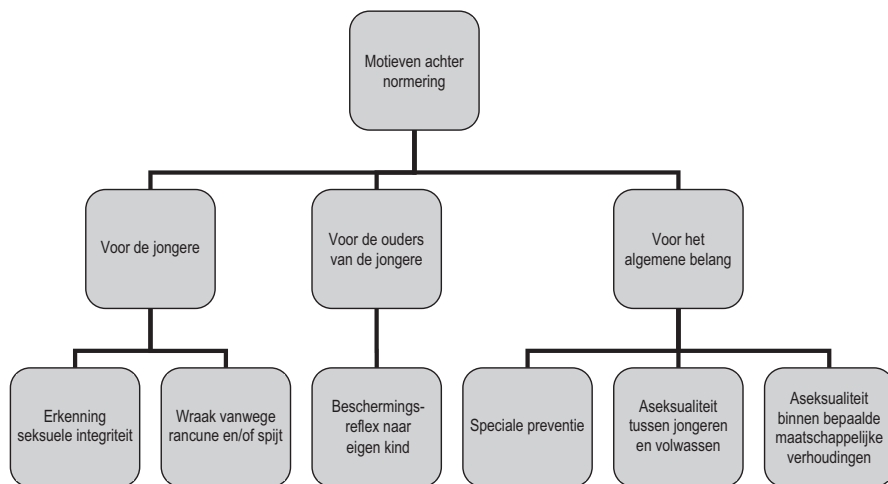 Motieven achter
normering
Voor de jongere
Voor de ouders
van de jongere
Voor het
algemene belang
Erkenning
seksuele integriteit
Wraak vanwege
rancune en/of spijt
Beschermings-
reflex naar
eigen kind
Speciale preventie
Aseksualiteit
tussen jongeren
en volwassen
Aseksualiteit
binnen bepaalde
maatschappelijke
verhoudingen